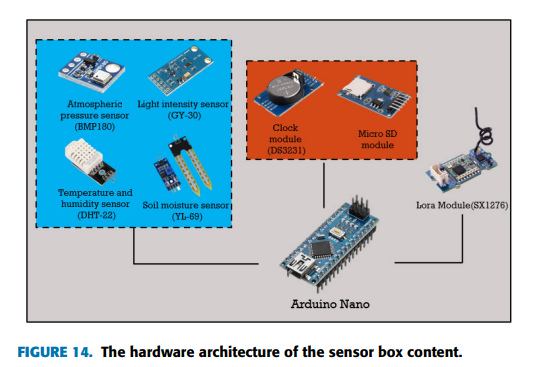 Atmospheric
pressure sensor
(BMP180)
Light intensity sensor
(GY-30)
Temperature and
humidity sensor
(DHT-22)
Soil moisture sensor
(YL-69)
Clock
module
(DS3231)
Micro SD
module
Lora Module(SX1276)
Arduino Nano
FIGURE 14. The hardware architecture of the sensor box content.